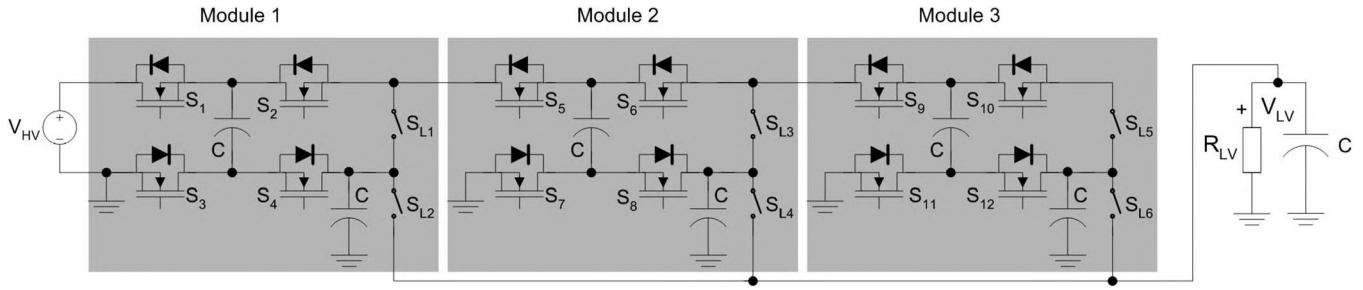 Module 1
Module 2
Module 3
V_HV
S_1
S_2
S_L1
C
S_3
S_4
C
S_L2
S_5
S_6
S_L3
C
S_7
S_8
C
S_L4
S_9
S_10
S_L5
C
S_11
S_12
C
S_L6
+
V_LV
R_LV
C